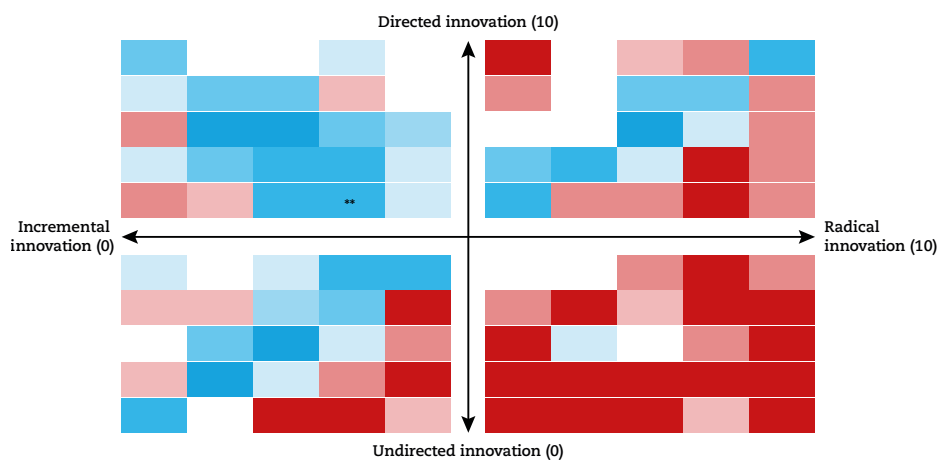 Directed innovation (10)
**
Incremental
innovation (0)
Radical
innovation (10)
Undirected innovation (0)